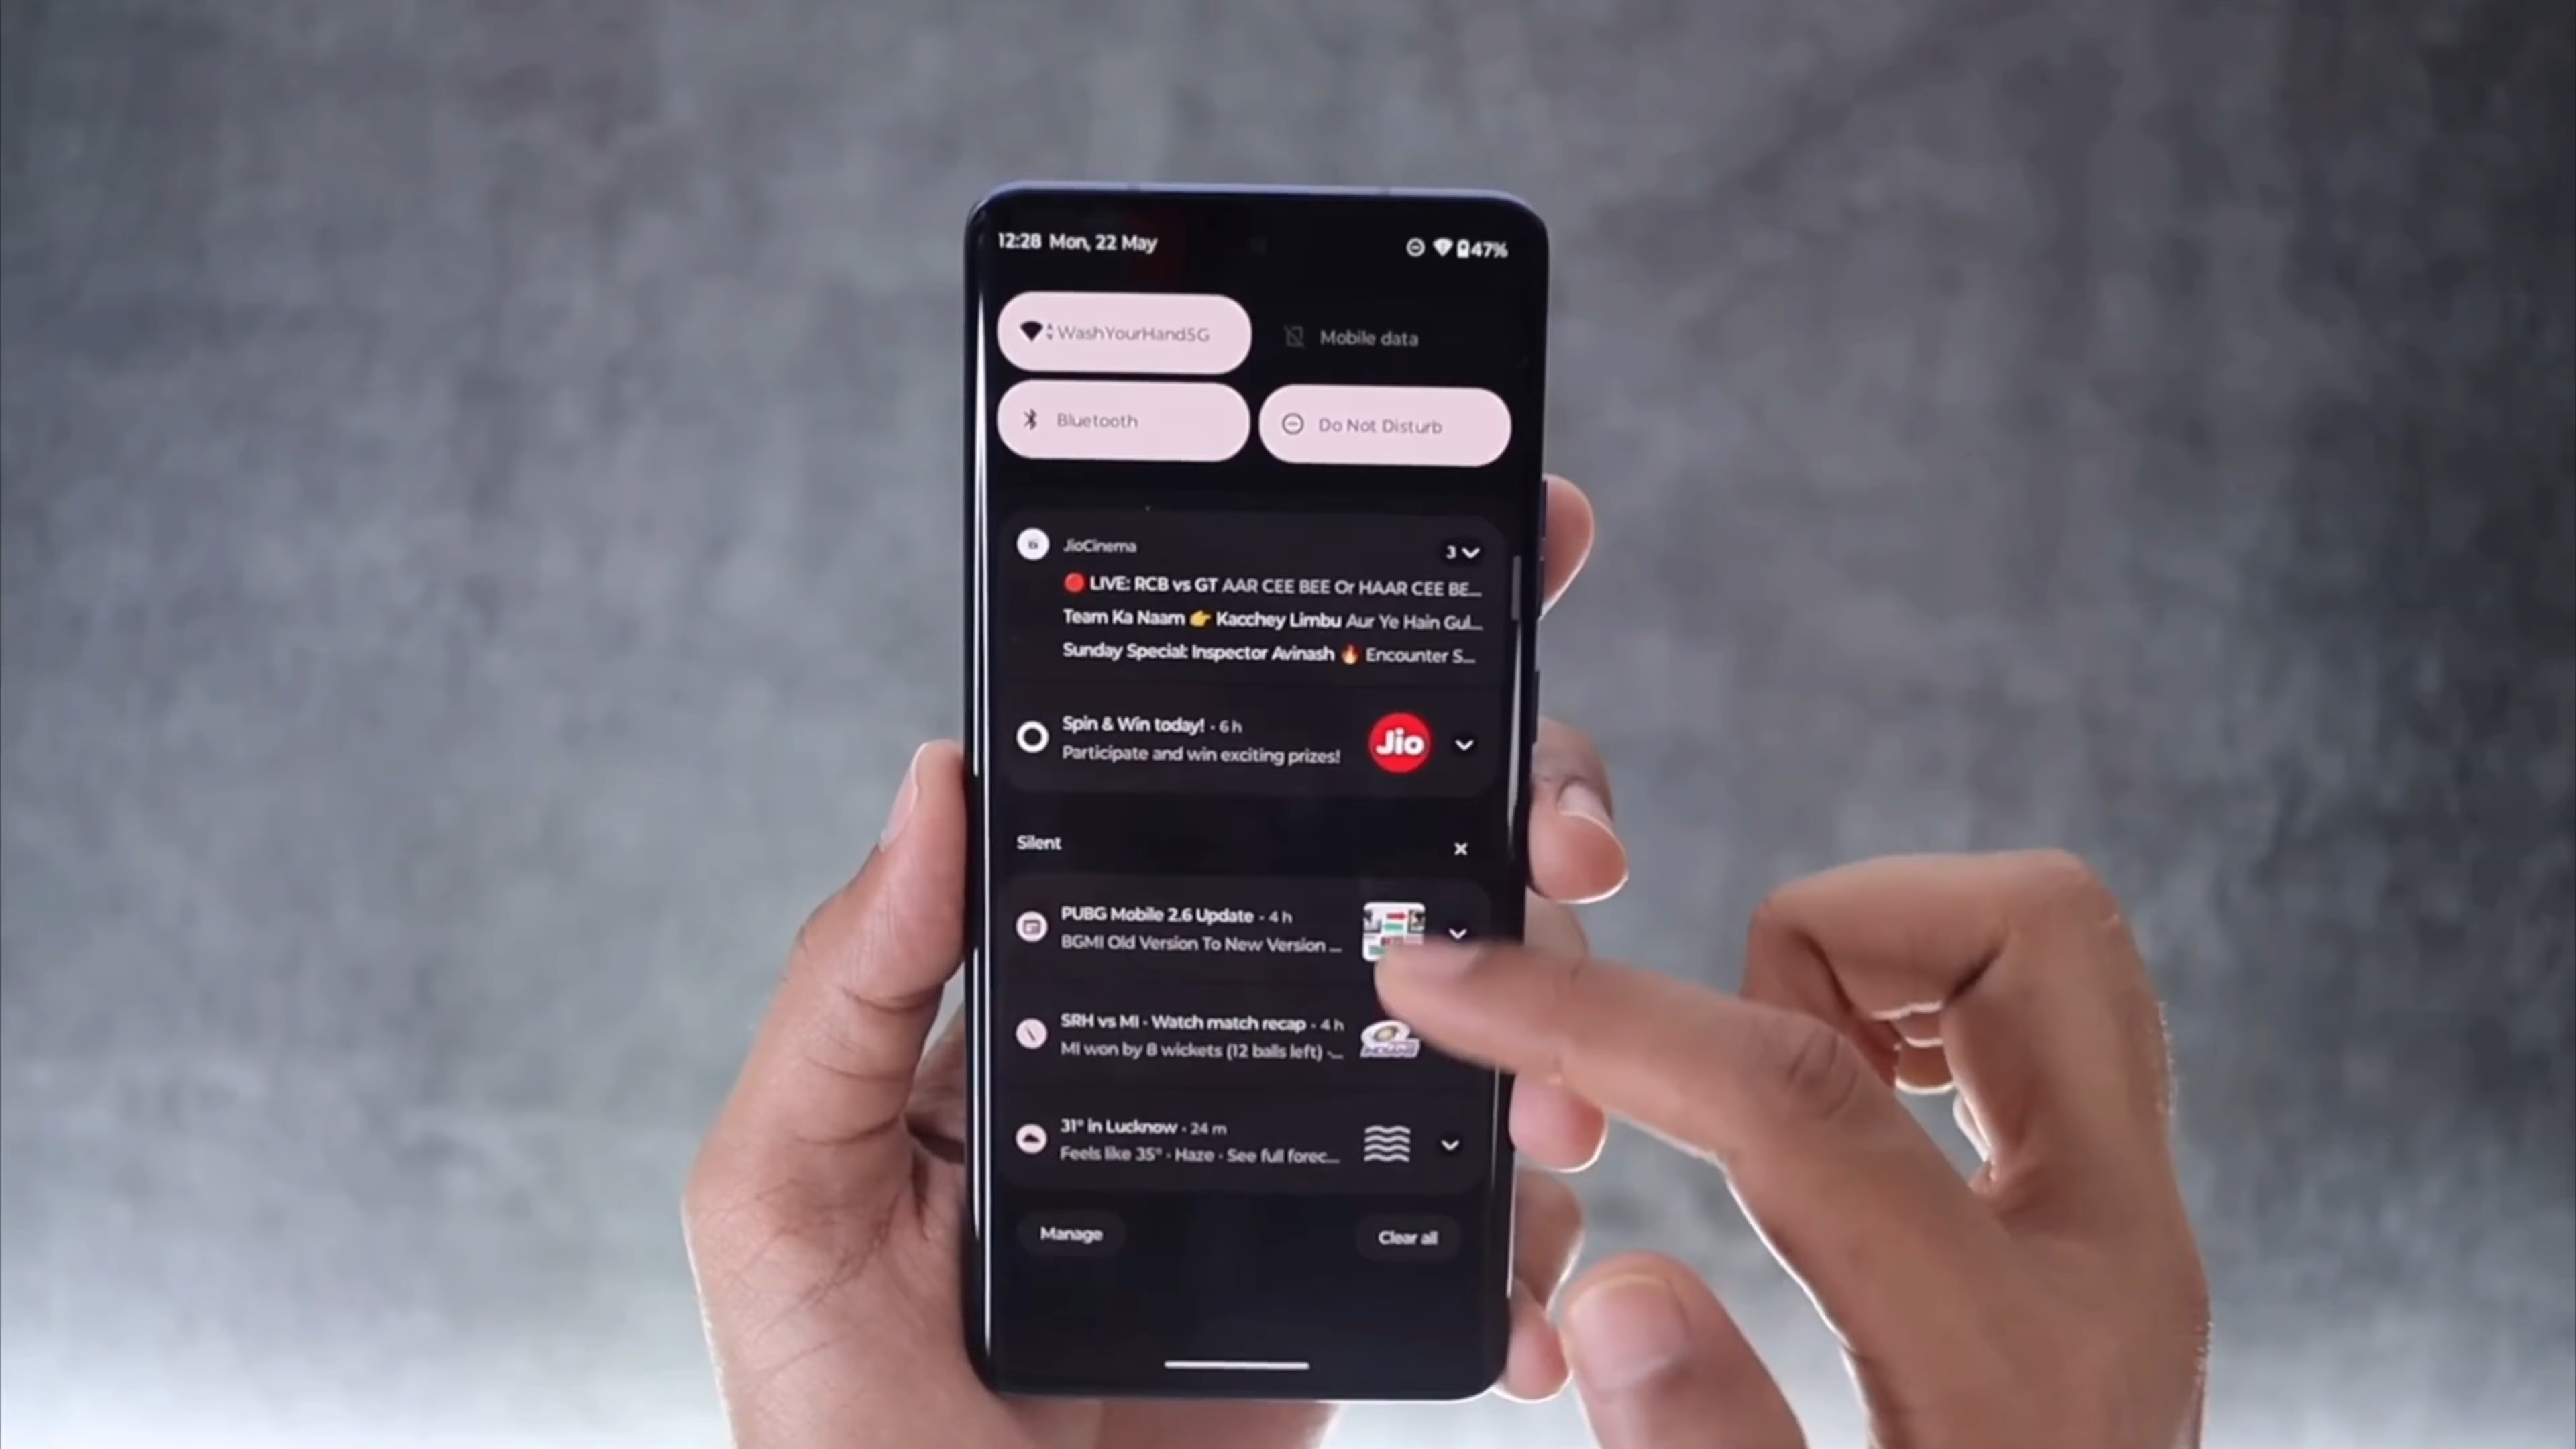 12:28 Mon, 22 May
47%
WashYourHand5G
Mobile data
Bluetooth
Do Not Disturb
JioCinema
3
🔴 LIVE: RCB vs GT AAR CEE BEE Or HAAR CEE BE...
Team Ka Naam 👉 Kacchey Limbu Aur Ye Hain Gul...
Sunday Special: Inspector Avinash 🔥 Encounter S...
Spin & Win today! · 6 h
Participate and win exciting prizes!
Jio
Silent
PUBG Mobile 2.6 Update · 4 h
BGMI Old Version To New Version ...
SRH vs MI - Watch match recap · 4 h
MI won by 8 wickets (12 balls left) ·...
31° in Lucknow · 24 m
Feels like 35° · Haze · See full forec...
Manage
Clear all